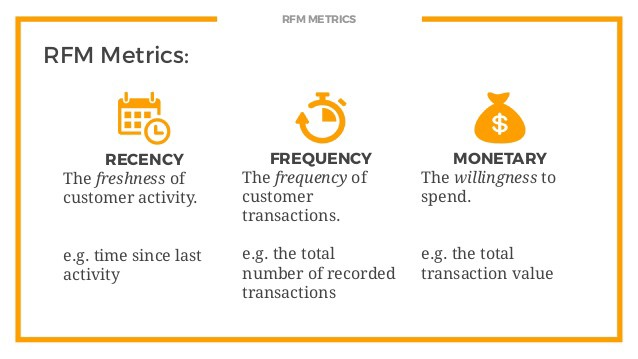 RFM METRICS
RFM Metrics:
RECENCY
The freshness of
customer activity.
e.g. time since last
activity
FREQUENCY
The frequency of
customer
transactions.
e.g. the total
number of recorded
transactions
$
MONETARY
The willingness to
spend.
e.g. the total
transaction value